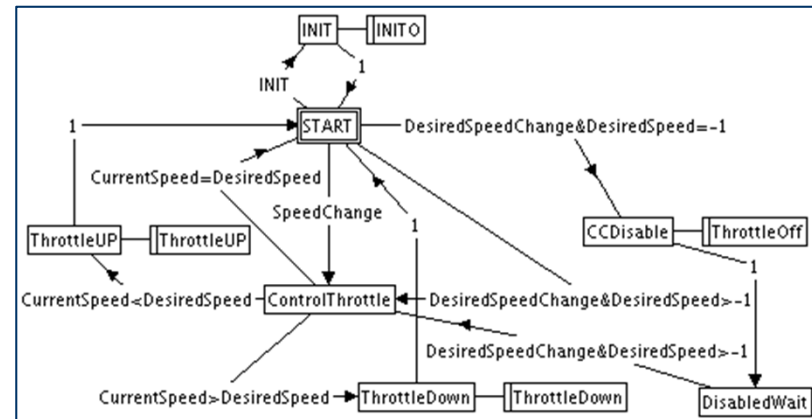 INIT
INITO
INIT
1
1
START
DesiredSpeedChange&DesiredSpeed=-1
CurrentSpeed=DesiredSpeed
SpeedChange
1
ThrottleUP
ThrottleUP
CCDisable
ThrottleOff
1
CurrentSpeed<DesiredSpeed
ControlThrottle
DesiredSpeedChange&DesiredSpeed>-1
DesiredSpeedChange&DesiredSpeed>-1
CurrentSpeed>DesiredSpeed
ThrottleDown
ThrottleDown
DisabledWait